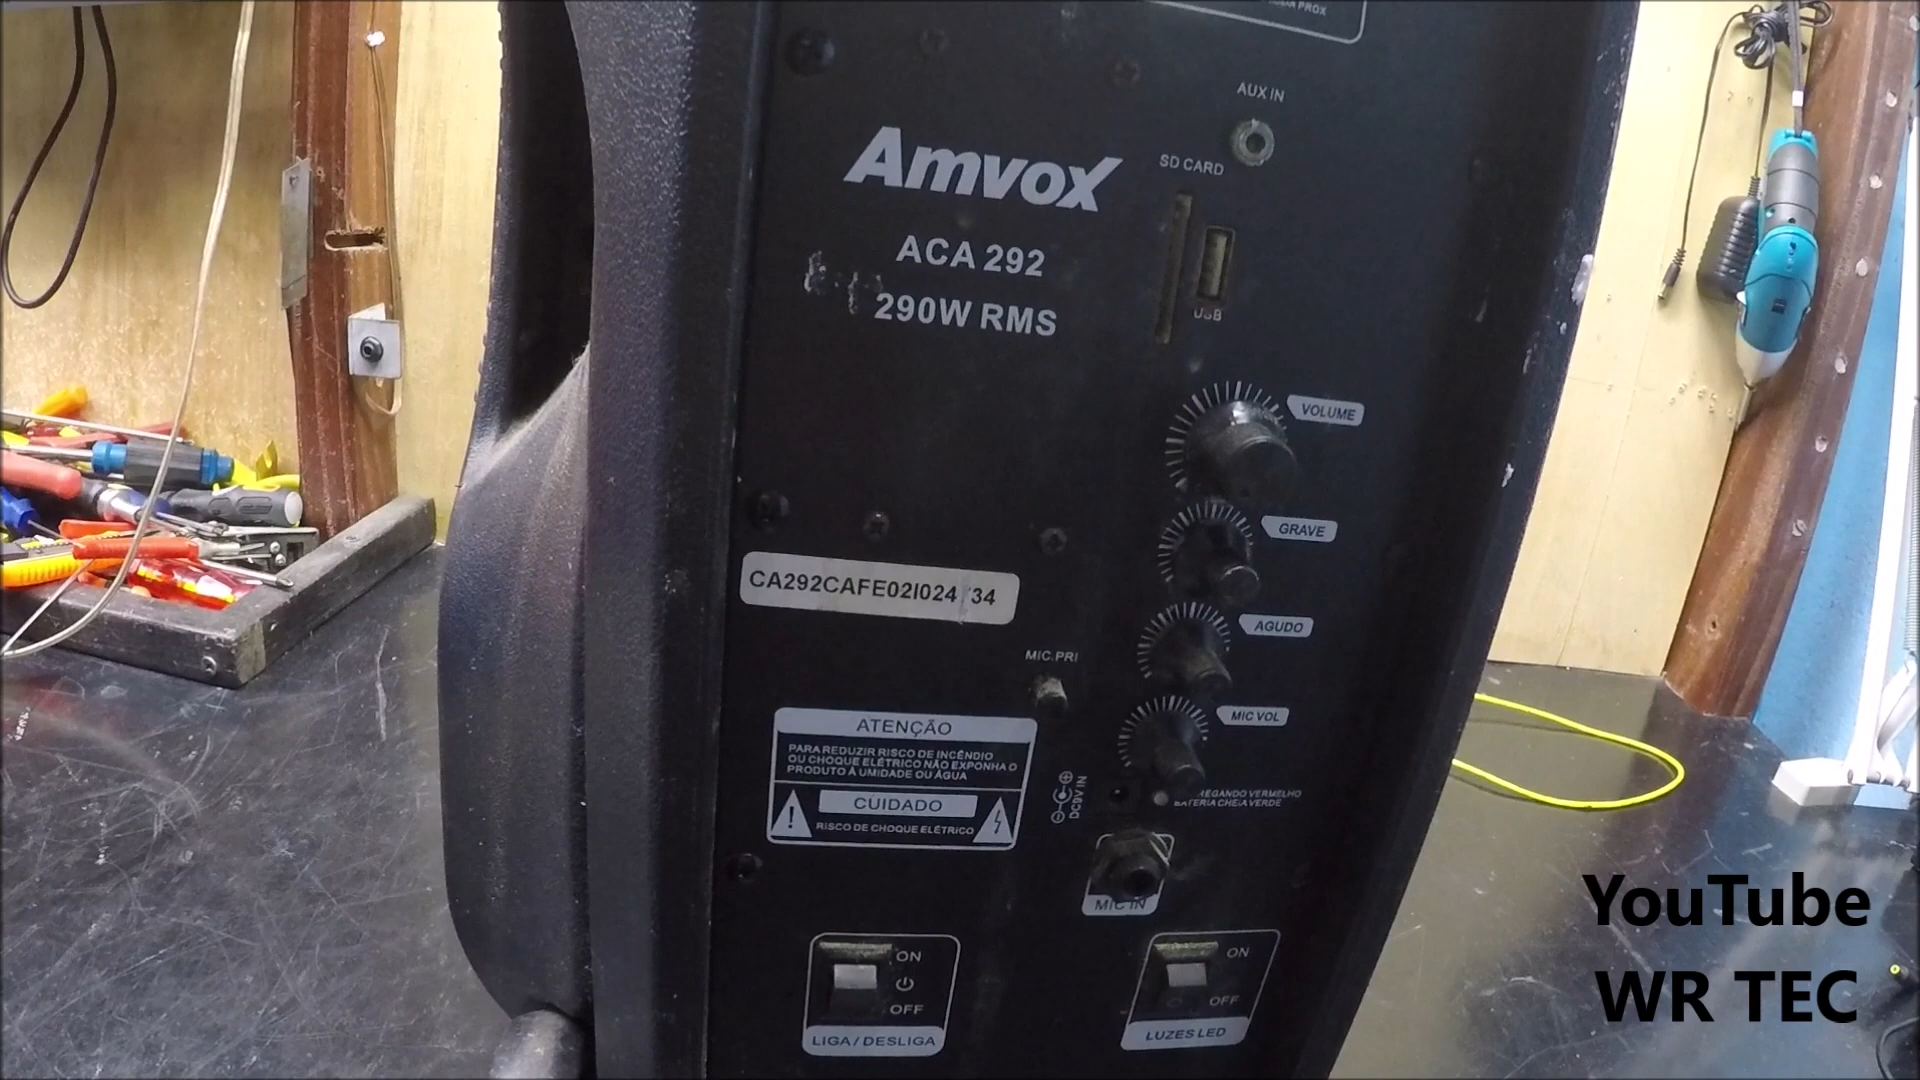 AUX IN
SD CARD
Amvox
ACA 292
290W RMS
USB
VOLUME
GRAVE
AGUDO
MIC VOL
CA292CAFE02I024 34
MIC.PRI
ATENÇÃO
PARA REDUZIR RISCO DE INCÊNDIO
OU CHOQUE ELÉTRICO NÃO EXPONHA O
PRODUTO À UMIDADE OU ÁGUA
CUIDADO
RISCO DE CHOQUE ELÉTRICO
DC9V IN
VERMELHO
BATERIA CHEIA VERDE
MIC IN
ON
OFF
LIGA / DESLIGA
ON
OFF
LUZES LED
YouTube
WR TEC